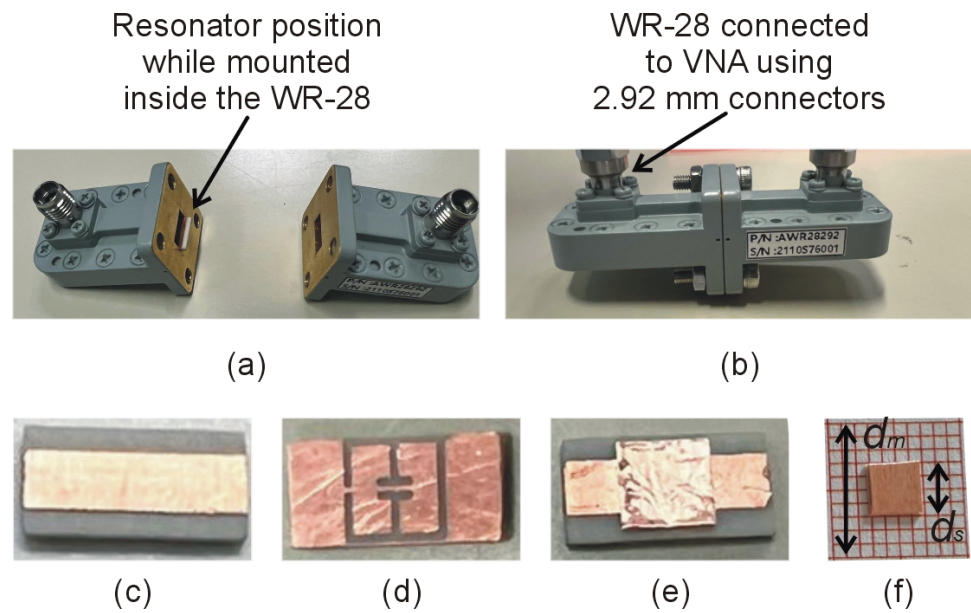 Resonator position
while mounted
inside the WR-28
WR-28 connected
to VNA using
2.92 mm connectors
P/N :AWR28292
S/N :2110S76001
(a)
(b)
dm
ds
(c)
(d)
(e)
(f)